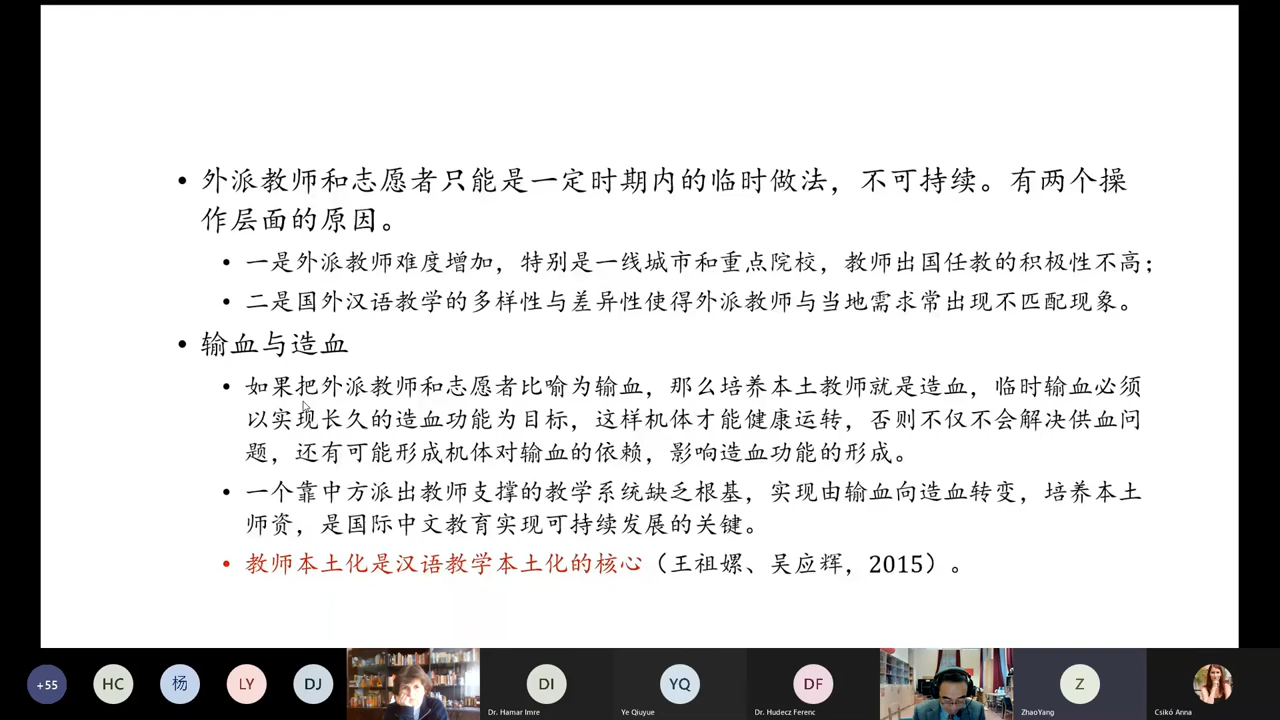 • 外派教师和志愿者只能是一定时期内的临时做法，不可持续。有两个操
作层面的原因。
• 一是外派教师难度增加，特别是一线城市和重点院校，教师出国任教的积极性不高；
• 二是国外汉语教学的多样性与差异性使得外派教师与当地需求常出现不匹配现象。
• 输血与造血
• 如果把外派教师和志愿者比喻为输血，那么培养本土教师就是造血，临时输血必须
以实现长久的造血功能为目标，这样机体才能健康运转，否则不仅不会解决供血问
题，还有可能形成机体对输血的依赖，影响造血功能的形成。
• 一个靠中方派出教师支撑的教学系统缺乏根基，实现由输血向造血转变，培养本土
师资，是国际中文教育实现可持续发展的关键。
• 教师本土化是汉语教学本土化的核心（王祖嫘、吴应辉，2015）。
+55
HC
杨
LY
DJ
DI
YQ
DF
Z
Dr. Hamar Imre
Ye Qiuyue
Dr. Hudecz Ferenc
ZhaoYang
Csikó Anna